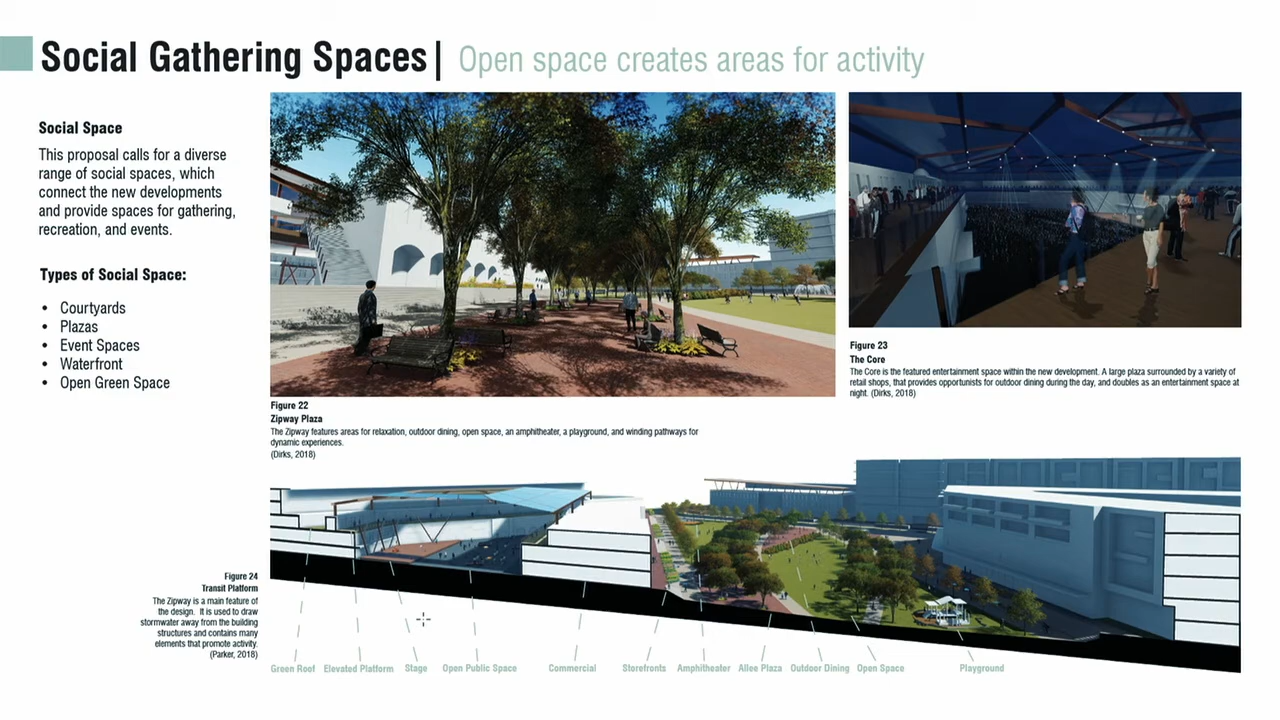 Social Gathering Spaces| Open space creates areas for activity
Social Space
This proposal calls for a diverse
range of social spaces, which
connect the new developments
and provide spaces for gathering,
recreation, and events.
Types of Social Space:
• Courtyards
• Plazas
• Event Spaces
• Waterfront
• Open Green Space
Figure 22
Zipway Plaza
The Zipway features areas for relaxation, outdoor dining, open space, an amphitheater, a playground, and winding pathways for
dynamic experiences.
(Dirks, 2018)
Figure 23
The Core
The Core is the featured entertainment space within the new development. A large plaza surrounded by a variety of
retail shops, that provides opportunists for outdoor dining during the day, and doubles as an entertainment space at
night. (Dirks, 2018)
Figure 24
Transit Platform
The Zipway is a main feature of
the design. It is used to draw
stormwater away from the building
structures and contains many
elements that promote activity.
(Parker, 2018)
Green Roof Elevated Platform Stage Open Public Space Commercial Storefronts Amphitheater Allee Plaza Outdoor Dining Open Space Playground